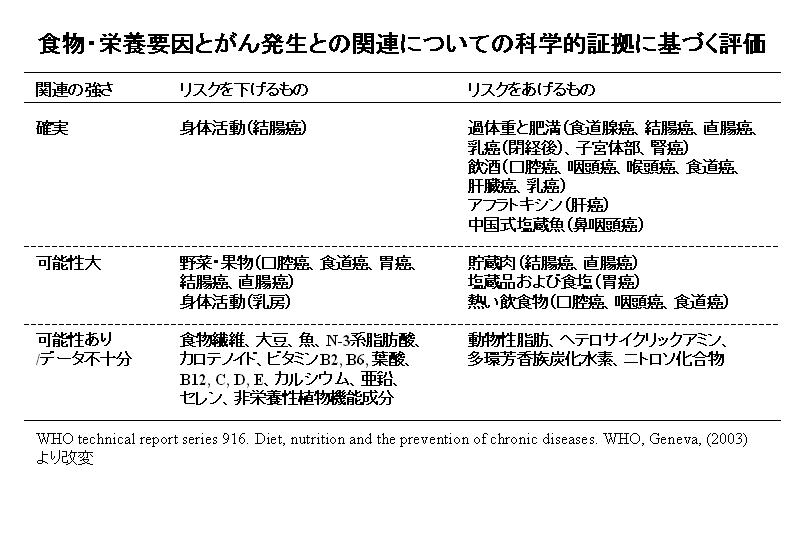 食物・栄養要因とがん発生との関連についての科学的証拠に基づく評価
関連の強さ リスクを下げるもの リスクをあげるもの
確実 身体活動（結腸癌） 過体重と肥満（食道腺癌、結腸癌、直腸癌、
乳癌（閉経後）、子宮体部、腎癌）
飲酒（口腔癌、咽頭癌、喉頭癌、食道癌、
肝臓癌、乳癌）
アフラトキシン（肝癌）
中国式塩蔵魚（鼻咽頭癌）
可能性大 野菜・果物（口腔癌、食道癌、胃癌、 貯蔵肉（結腸癌、直腸癌）
結腸癌、直腸癌） 塩蔵品および食塩（胃癌）
身体活動（乳房） 熱い飲食物（口腔癌、咽頭癌、食道癌）
可能性あり 食物繊維、大豆、魚、N-3系脂肪酸、 動物性脂肪、ヘテロサイクリックアミン、
/データ不十分 カロテノイド、ビタミンB2, B6, 葉酸、 多環芳香族炭化水素、ニトロン化合物
B12, C, D, E、カルシウム、亜鉛、
セレン、非栄養性植物機能成分
WHO technical report series 916. Diet, nutrition and the prevention of chronic diseases. WHO, Geneva, (2003)
より改変